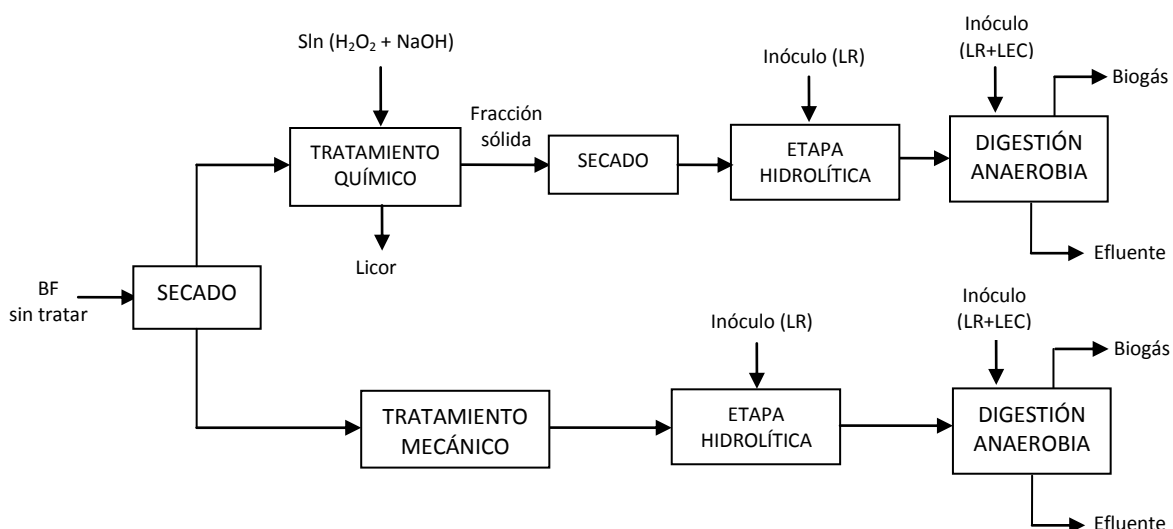 Sln (H₂O₂ + NaOH)
Inóculo (LR)
Inóculo
(LR+LEC)
Biogás
TRATAMIENTO
QUÍMICO
Fracción
sólida
SECADO
ETAPA
HIDROLÍTICA
DIGESTIÓN
ANAEROBIA
Licor
Efluente
BF
sin tratar
SECADO
Inóculo (LR)
Inóculo
(LR+LEC)
Biogás
TRATAMIENTO
MECÁNICO
ETAPA
HIDROLÍTICA
DIGESTIÓN
ANAEROBIA
Efluente